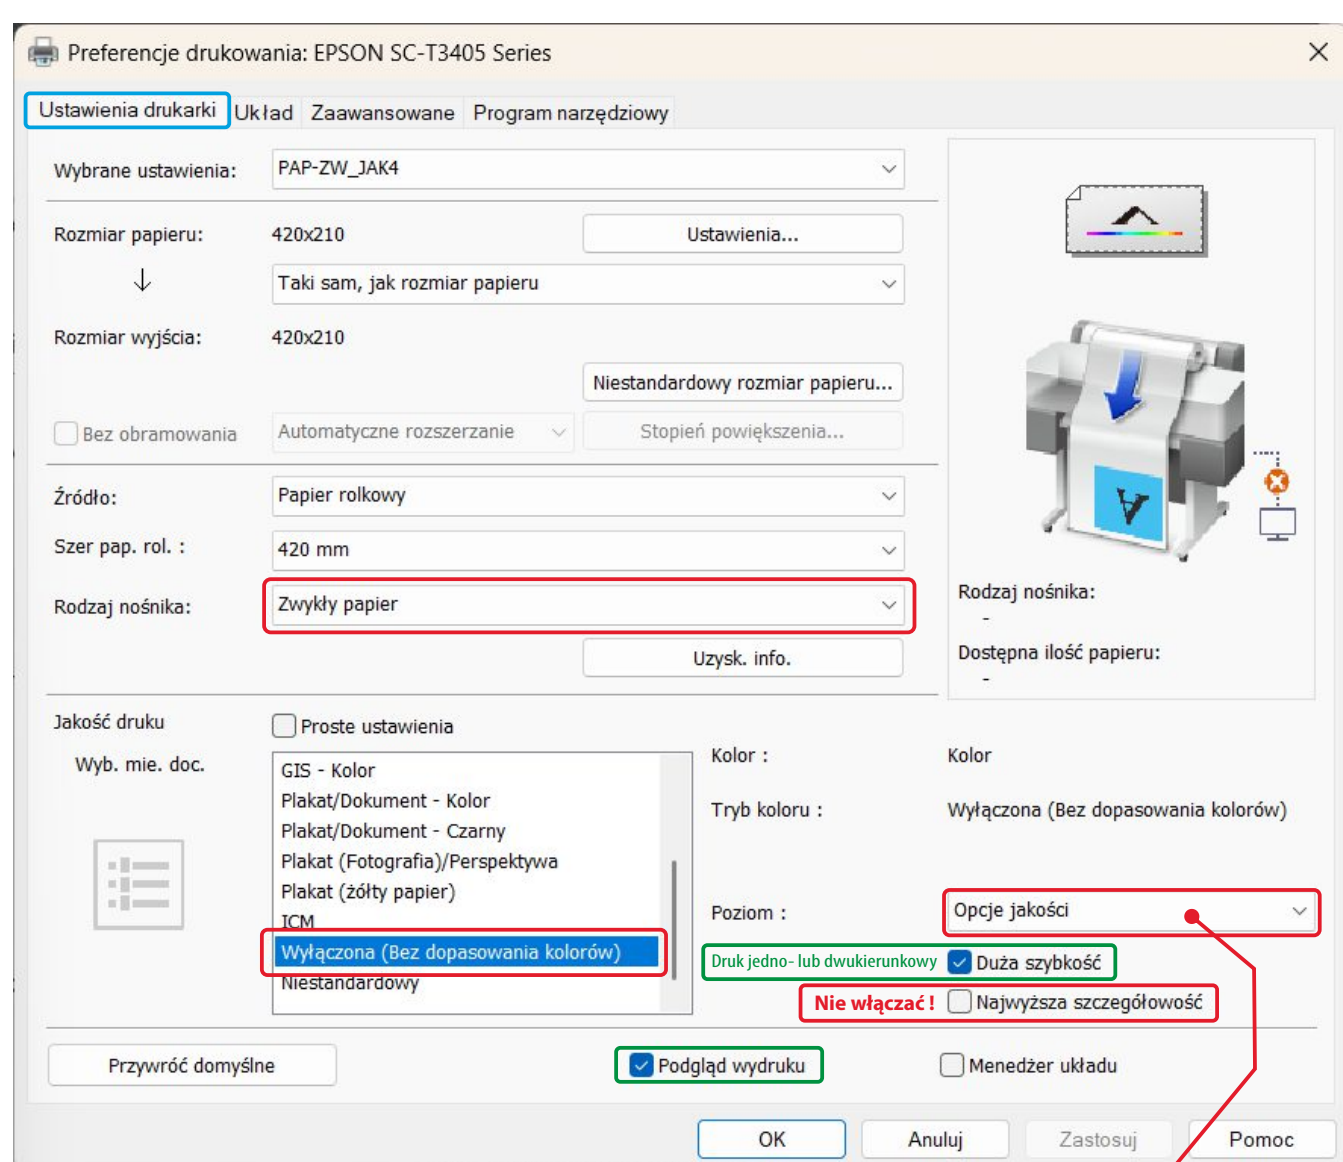 Preferencje drukowania: EPSON SC-T3405 Series
Ustawienia drukarki Układ Zaawansowane Program narzędziowy
Wybrane ustawienia: PAP-ZW_JAK4
Rozmiar papieru: 420x210 Ustawienia...
Taki sam, jak rozmiar papieru
Rozmiar wyjścia: 420x210
Niestandardowy rozmiar papieru...
Bez obramowania Automatyczne rozszerzanie Stopień powiększenia...
Źródło: Papier rolkowy
Szer pap. rol. : 420 mm
Rodzaj nośnika: Zwykły papier
Uzysk. info.
Rodzaj nośnika:
-
Dostępna ilość papieru:
-
Jakość druku Proste ustawienia
Wyb. mie. doc.
GIS - Kolor
Plakat/Dokument - Kolor
Plakat/Dokument - Czarny
Plakat (Fotografia)/Perspektywa
Plakat (żółty papier)
ICM
Wyłączona (Bez dopasowania kolorów)
Niestandardowy
Kolor : Kolor
Tryb koloru : Wyłączona (Bez dopasowania kolorów)
Poziom : Opcje jakości
Druk jedno- lub dwukierunkowy Duża szybkość
Nie włączać ! Najwyższa szczegółowość
Przywróć domyślne Podgląd wydruku Menedżer układu
OK Anuluj Zastosuj Pomoc